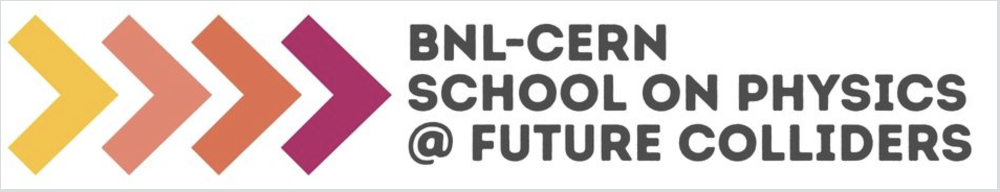 BNL-CERN
SCHOOL ON PHYSICS
@ FUTURE COLLIDERS